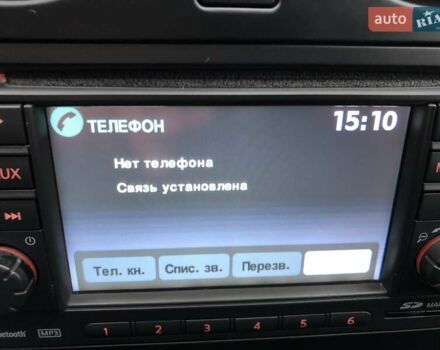 auto RIA
ТЕЛЕФОН 15:10
Нет телефона
Связь установлена
UX
Тел. кн. Спис. зв. Перезв.
MP3
1 2 3 4 5 6